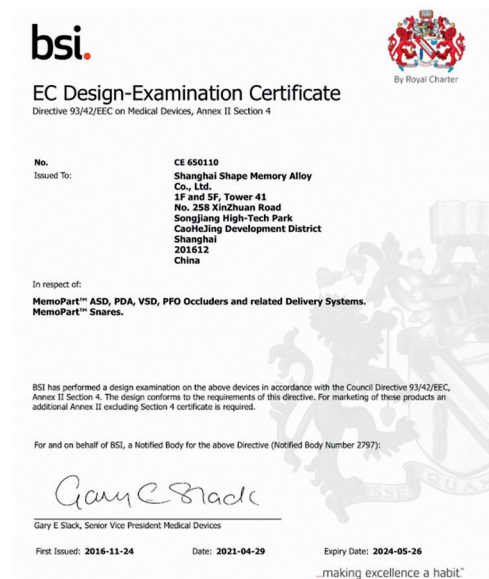 bsi.
By Royal Charter
EC Design-Examination Certificate
Directive 93/42/EEC on Medical Devices, Annex II Section 4
No. CE 650110
Issued To: Shanghai Shape Memory Alloy
Co., Ltd.
1F and 5F, Tower 41
No. 258 XinZhuan Road
Songjiang High-Tech Park
CaoHeJing Development District
Shanghai
201612
China
In respect of:
MemoPart™ ASD, PDA, VSD, PFO Occluders and related Delivery Systems.
MemoPart™ Snares.
BSI has performed a design examination on the above devices in accordance with the Council Directive 93/42/EEC,
Annex II Section 4. The design conforms to the requirements of this directive. For marketing of these products an
additional Annex II excluding Section 4 certificate is required.
For and on behalf of BSI, a Notified Body for the above Directive (Notified Body Number 2797):
Gary E Slack
Gary E Slack, Senior Vice President Medical Devices
First Issued: 2016-11-24 Date: 2021-04-29 Expiry Date: 2024-05-26
...making excellence a habit.™